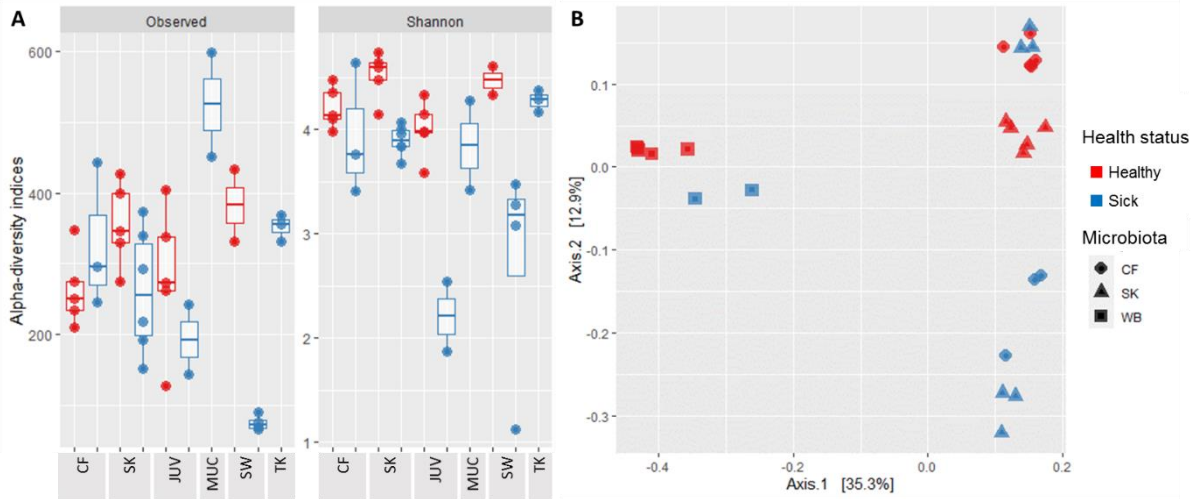 A
B
Observed
Shannon
Alpha-diversity indices
600
400
200
4
3
2
1
CF
SK
JUV
MUC
SW
TK
CF
SK
JUV
MUC
SW
TK
Axis.2 [12.9%]
0.1
0.0
-0.1
-0.2
-0.3
-0.4
-0.2
0.0
0.2
Axis.1 [35.3%]
Health status
Healthy
Sick
Microbiota
CF
SK
WB